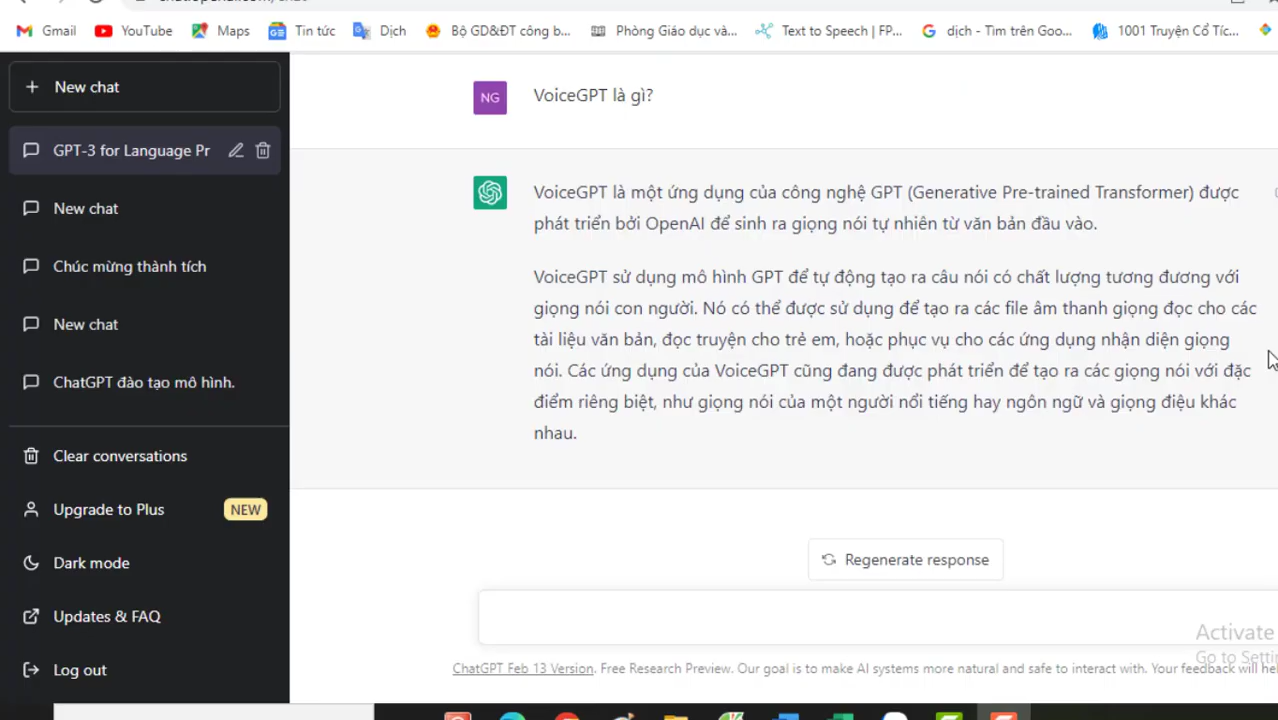 Gmail
YouTube
Maps
Tin tức
Dịch
Bộ GD&ĐT công b...
Phòng Giáo dục và...
Text to Speech | FP...
dịch - Tìm trên Goo...
1001 Truyện Cổ Tíc...
New chat
GPT-3 for Language Pr
New chat
Chúc mừng thành tích
New chat
ChatGPT đào tạo mô hình.
Clear conversations
Upgrade to Plus NEW
Dark mode
Updates & FAQ
Log out
NG
VoiceGPT là gì?
VoiceGPT là một ứng dụng của công nghệ GPT (Generative Pre-trained Transformer) được
phát triển bởi OpenAI để sinh ra giọng nói tự nhiên từ văn bản đầu vào.
VoiceGPT sử dụng mô hình GPT để tự động tạo ra câu nói có chất lượng tương đương với
giọng nói con người. Nó có thể được sử dụng để tạo ra các file âm thanh giọng đọc cho các
tài liệu văn bản, đọc truyện cho trẻ em, hoặc phục vụ cho các ứng dụng nhận diện giọng
nói. Các ứng dụng của VoiceGPT cũng đang được phát triển để tạo ra các giọng nói với đặc
điểm riêng biệt, như giọng nói của một người nổi tiếng hay ngôn ngữ và giọng điệu khác
nhau.
Regenerate response
Activate
Go to Setti
ChatGPT Feb 13 Version. Free Research Preview. Our goal is to make AI systems more natural and safe to interact with. Your feedback will hel